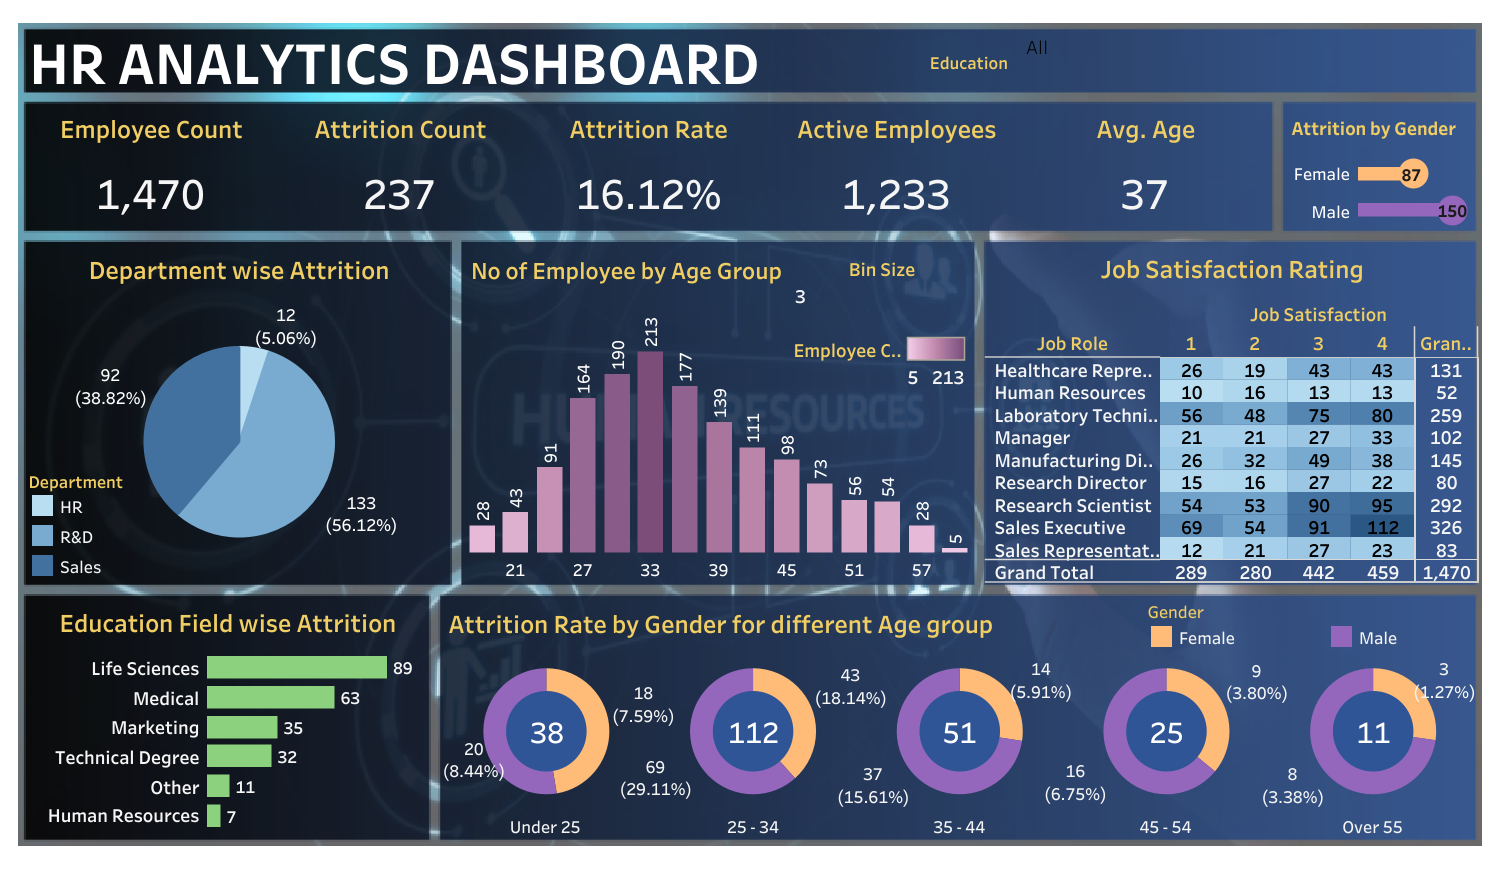 HR ANALYTICS DASHBOARD
Education
All
Employee Count
Attrition Count
Attrition Rate
Active Employees
Avg. Age
1,470
237
16.12%
1,233
37
Attrition by Gender
Female 87
Male 150
Department wise Attrition
12
(5.06%)
92
(38.82%)
133
(56.12%)
Department
HR
R&D
Sales
No of Employee by Age Group
Bin Size
3
Employee C..
5 213
28 43 91 164 190 213 177 139 111 98 73 56 54 28 5
21 27 33 39 45 51 57
HUMAN RESOURCES
Job Satisfaction Rating
Job Satisfaction
Job Role 1 2 3 4 Gran..
Healthcare Repre.. 26 19 43 43 131
Human Resources 10 16 13 13 52
Laboratory Techni.. 56 48 75 80 259
Manager 21 21 27 33 102
Manufacturing Di.. 26 32 49 38 145
Research Director 15 16 27 22 80
Research Scientist 54 53 90 95 292
Sales Executive 69 54 91 112 326
Sales Representat.. 12 21 27 23 83
Grand Total 289 280 442 459 1,470
Education Field wise Attrition
Life Sciences 89
Medical 63
Marketing 35
Technical Degree 32
Other 11
Human Resources 7
Attrition Rate by Gender for different Age group
Gender
Female
Male
38
18
(7.59%)
20
(8.44%)
Under 25
112
43
(18.14%)
69
(29.11%)
25 - 34
51
14
(5.91%)
37
(15.61%)
35 - 44
25
9
(3.80%)
16
(6.75%)
45 - 54
11
3
(1.27%)
8
(3.38%)
Over 55